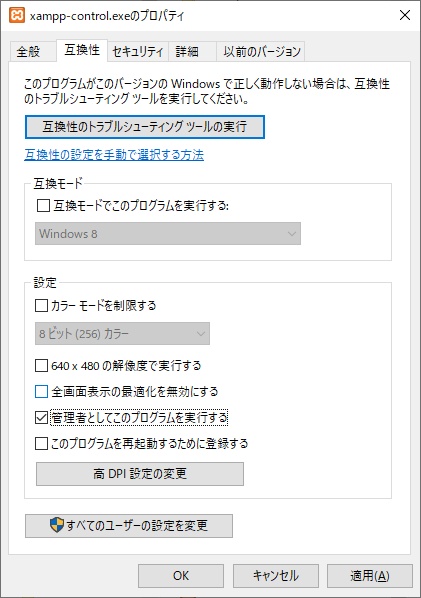 xampp-control.exeのプロパティ
全般
互換性
セキュリティ
詳細
以前のバージョン
このプログラムがこのバージョンの Windows で正しく動作しない場合は、互換性
のトラブルシューティング ツールを実行してください。
互換性のトラブルシューティング ツールの実行
互換性の設定を手動で選択する方法
互換モード
互換モードでこのプログラムを実行する:
Windows 8
設定
カラー モードを制限する
8 ビット (256) カラー
640 x 480 の解像度で実行する
全画面表示の最適化を無効にする
管理者としてこのプログラムを実行する
このプログラムを再起動するために登録する
高 DPI 設定の変更
すべてのユーザーの設定を変更
OK
キャンセル
適用(A)